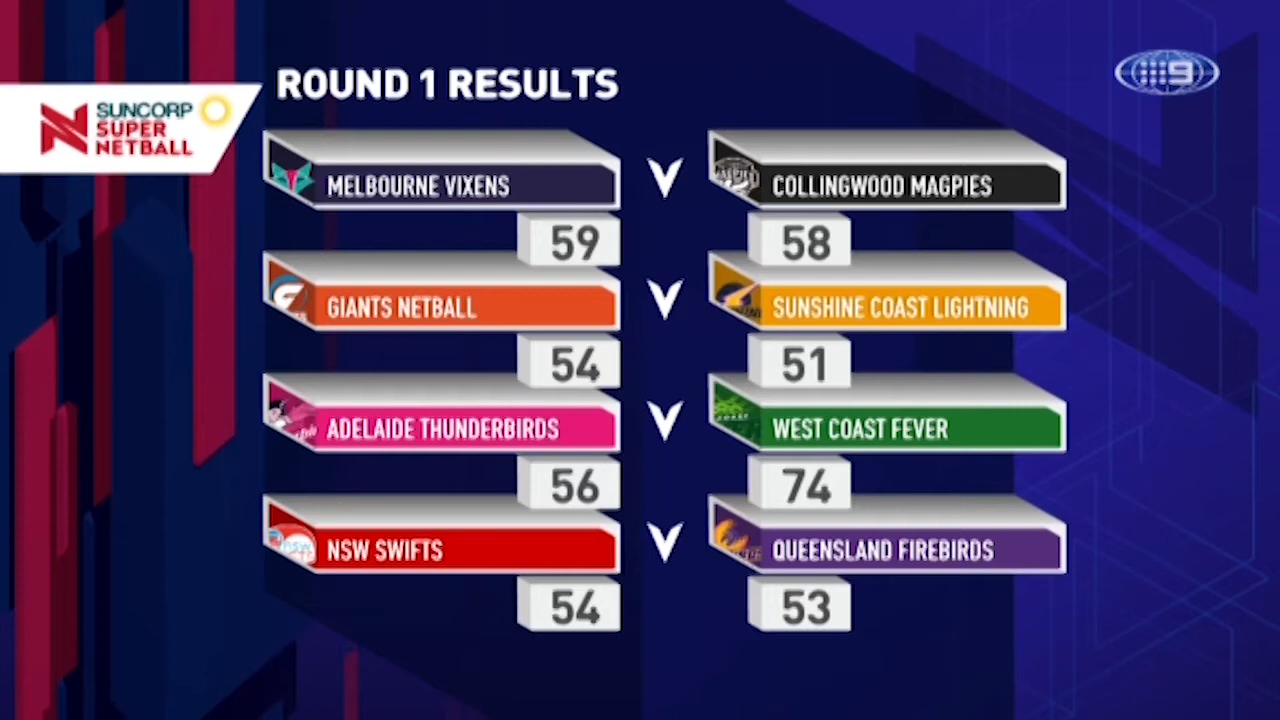 ROUND 1 RESULTS
9
SUNCORP
SUPER
NETBALL
MELBOURNE VIXENS V COLLINGWOOD MAGPIES
59 58
GIANTS NETBALL V SUNSHINE COAST LIGHTNING
54 51
ADELAIDE THUNDERBIRDS V WEST COAST FEVER
56 74
NSW SWIFTS V QUEENSLAND FIREBIRDS
54 53